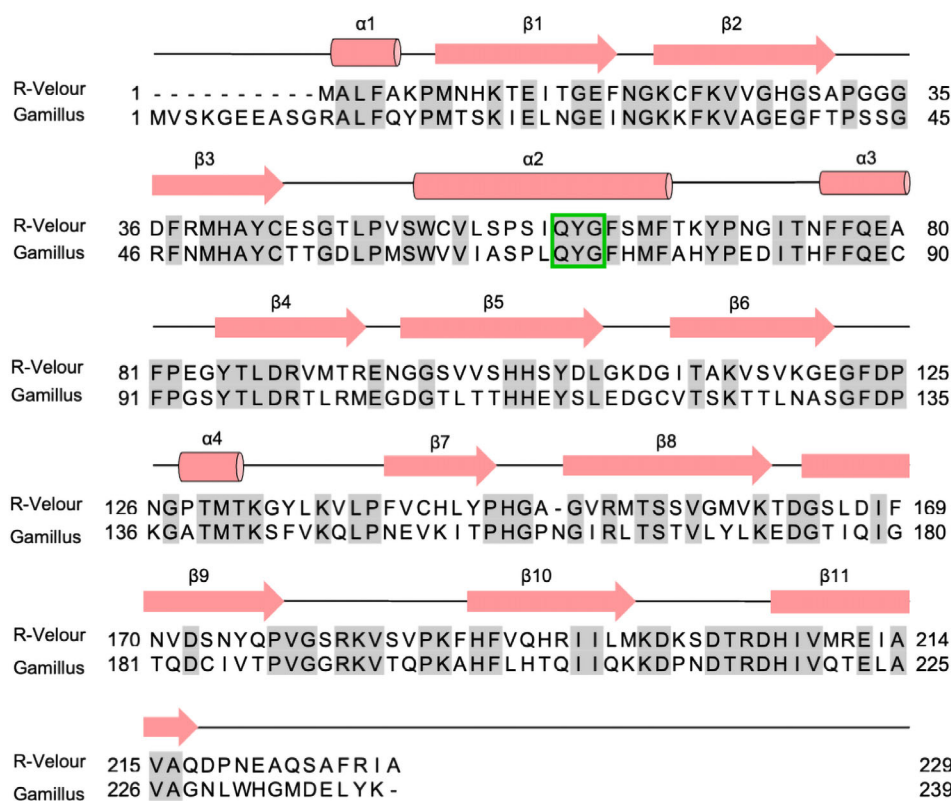 α1 β1 β2
R-Velour 1 ----------MALFAKPMNHKTEITGEFNGKCFKVVGHGSAPGGG 35
Gamillus 1 MVSKGEEASGRALFQYPMTSKIELNGEINGKKFKVAGEGFTPSSG 45
β3 α2 α3
R-Velour 36 DFRMHAYCESGTLPVSWCVLSPSIQYGFSMFTKYPNGITNFFQEA 80
Gamillus 46 RFNMHAYCTTGDLPMSWVVIASPLQYGFHMFAHYPEDITHFFQEC 90
β4 β5 β6
R-Velour 81 FPEGYTLDRVMTRENGGSVVSHHSYDLGKDGITAKVSVKGEGFDP 125
Gamillus 91 FPGSYTLDRTLRMEGDGTLTTHHEYSLEDGCVTSKTTLNASGFDP 135
α4 β7 β8
R-Velour 126 NGPTMTKGYLKVLPFVCHLYPHGA-GVRMTSSVGMVKTDGSLDIF 169
Gamillus 136 KGATMTKSFVKQLPNEVKITPHGPNGIRLTSTVLYLKEDGTIQIG 180
β9 β10 β11
R-Velour 170 NVDSNYQPVGSRKVSVPKFHFVQHRIILMKDKSDTRDHIVMREIA 214
Gamillus 181 TQDCIVTPVGGRKVTQPKAHFLHTQIIQKKDPNDTRDHIVQTELA 225
R-Velour 215 VAQDPNEAQSAFRIA 229
Gamillus 226 VAGNLWHGMDELYK- 239